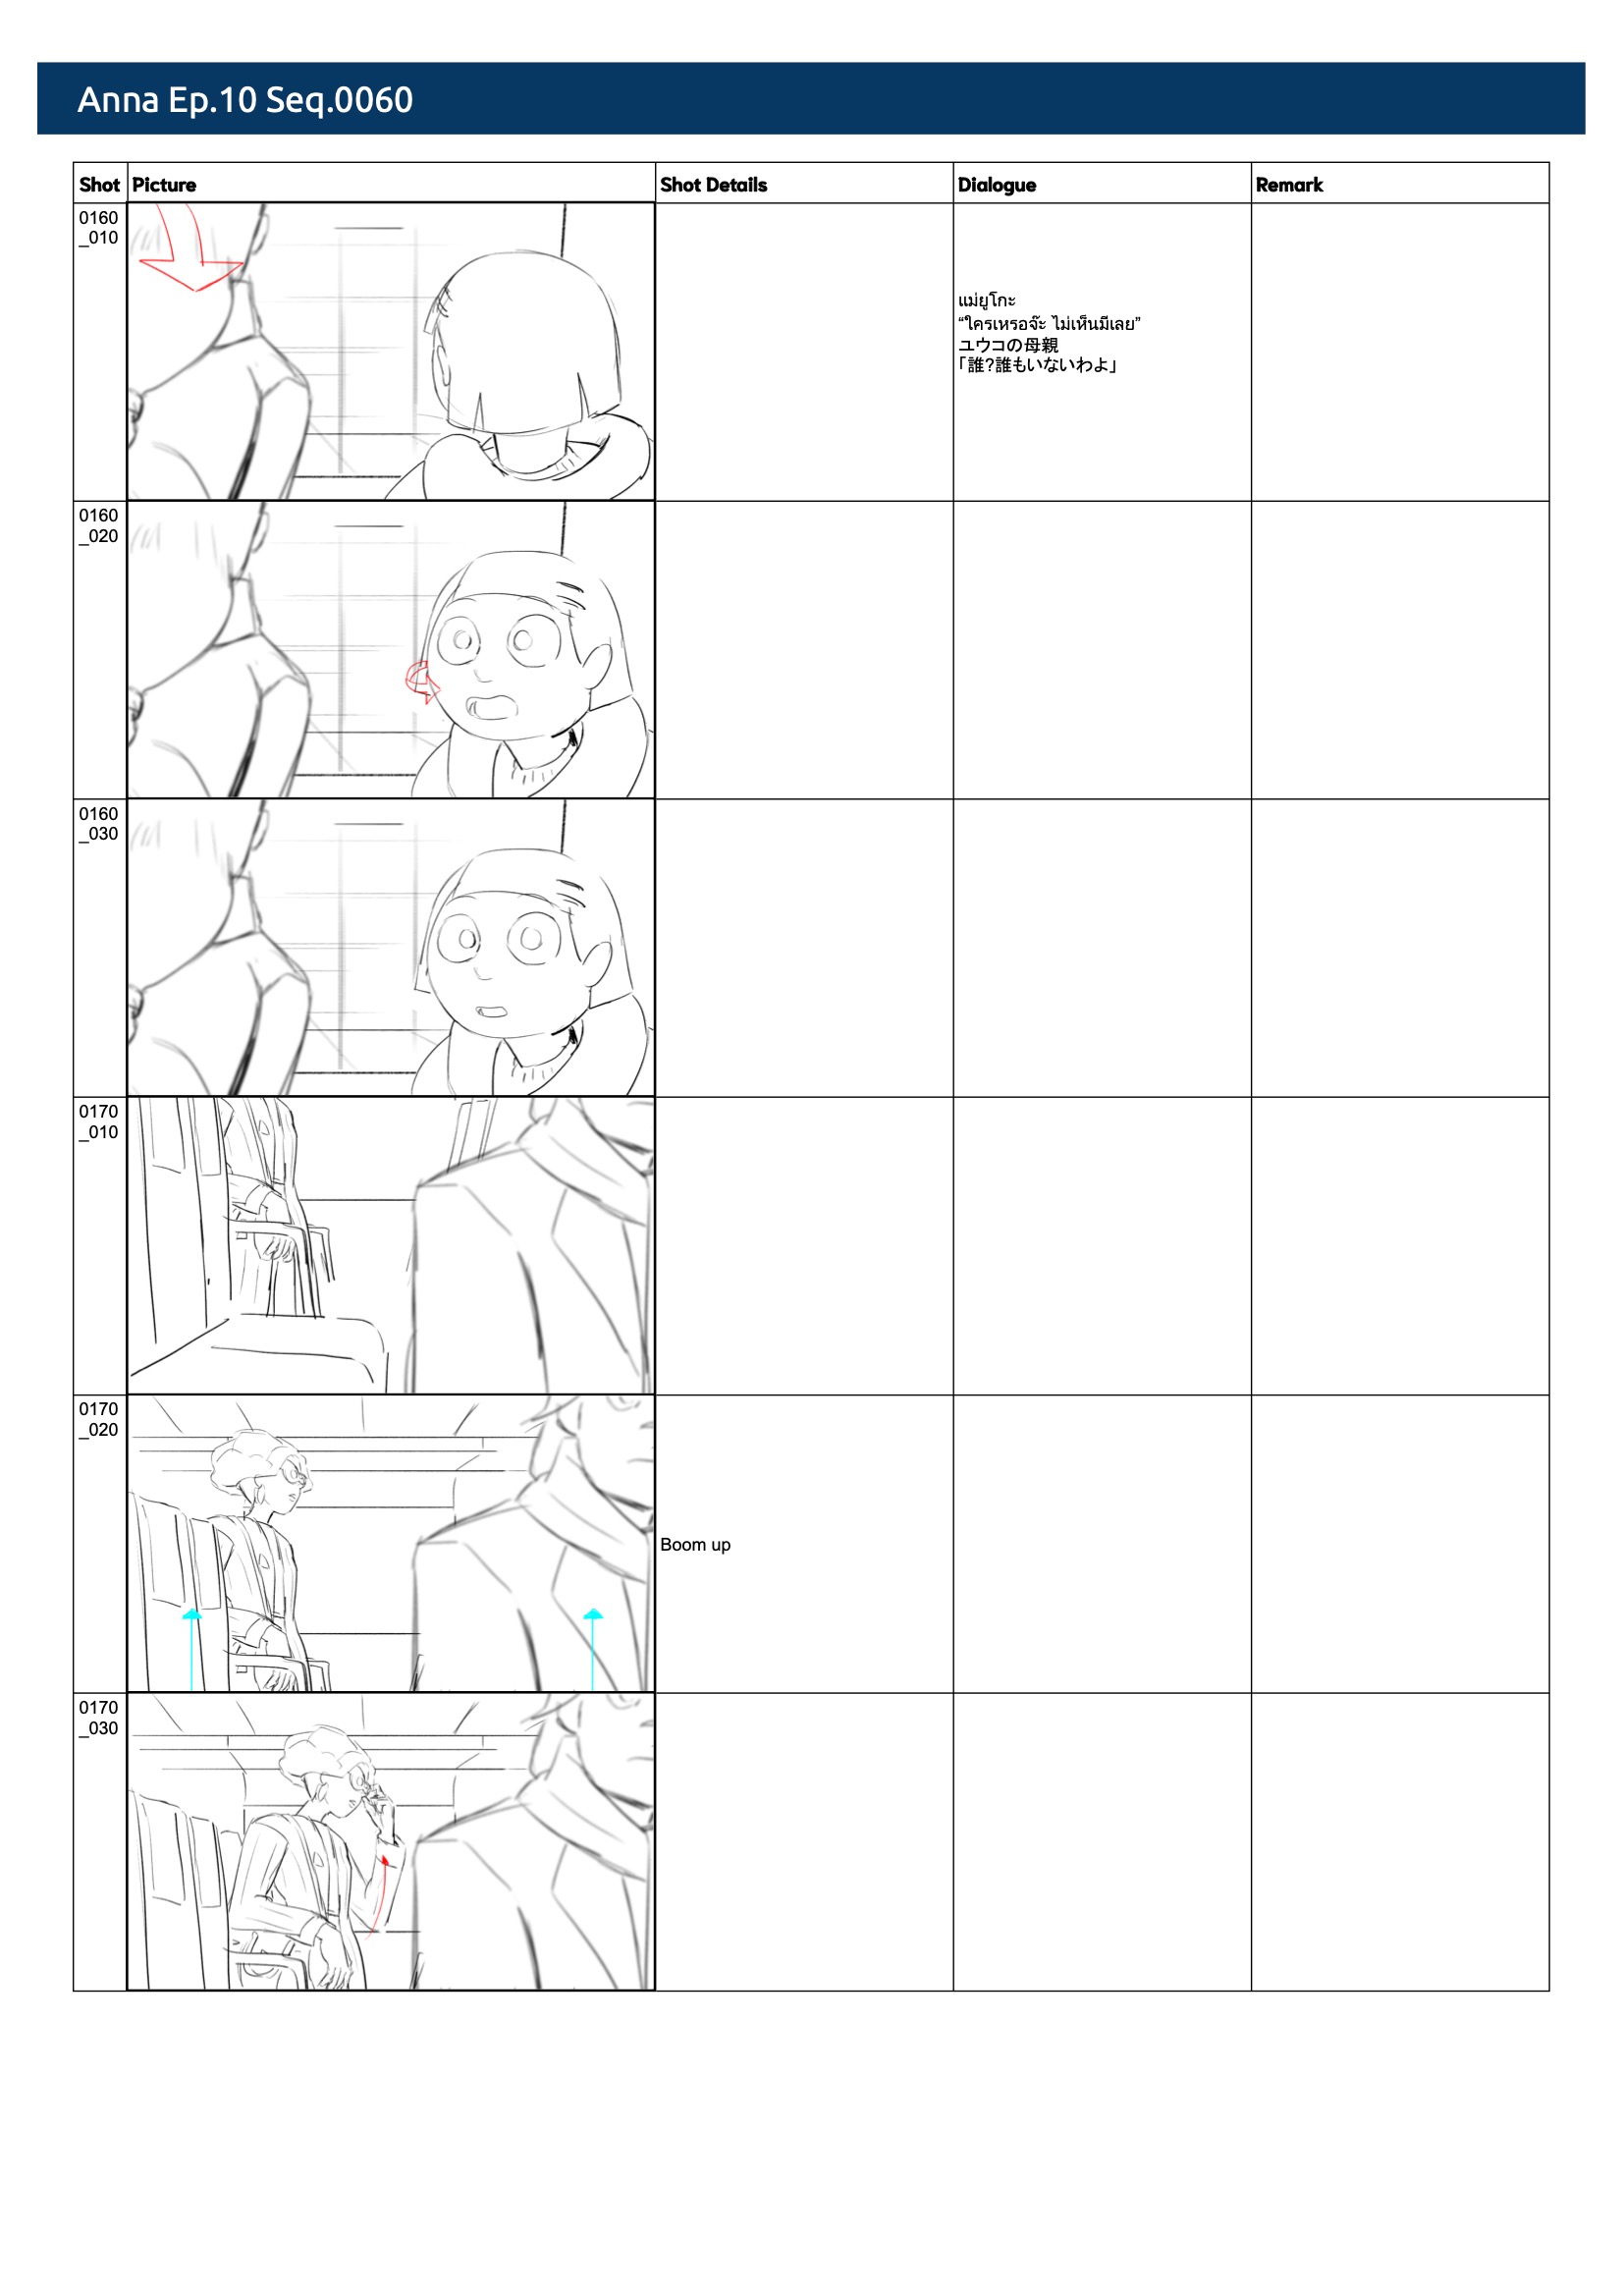 Anna Ep.10 Seq.0060
Shot Picture Shot Details Dialogue Remark
0160
_010
แม่ยูโกะ
“ใครเหรอจ๊ะ ไม่เห็นมีเลย”
ユウコの母親
「誰?誰もいないわよ」
0160
_020
0160
_030
0170
_010
0170
_020
Boom up
0170
_030